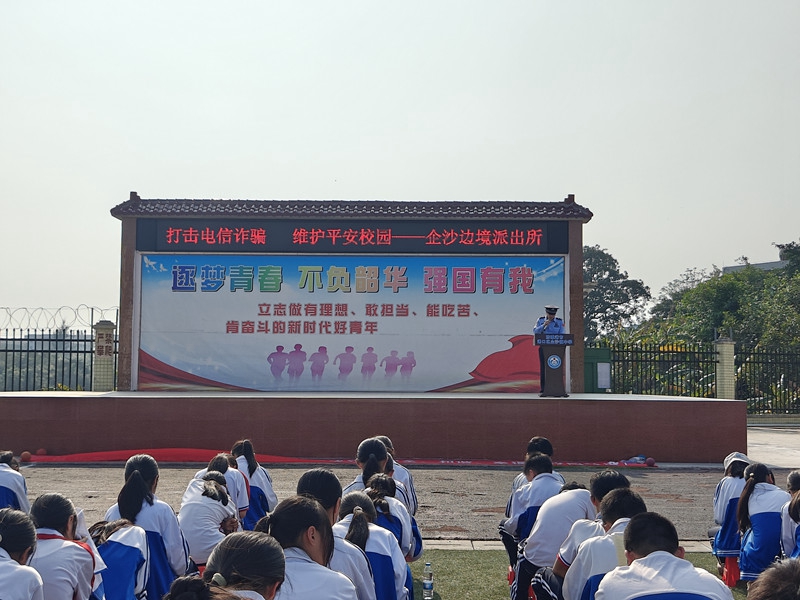 打击电信诈骗　维护平安校园——企沙边境派出所
逐梦青春 不负韶华 强国有我
立志做有理想、敢担当、能吃苦、
肯奋斗的新时代好青年